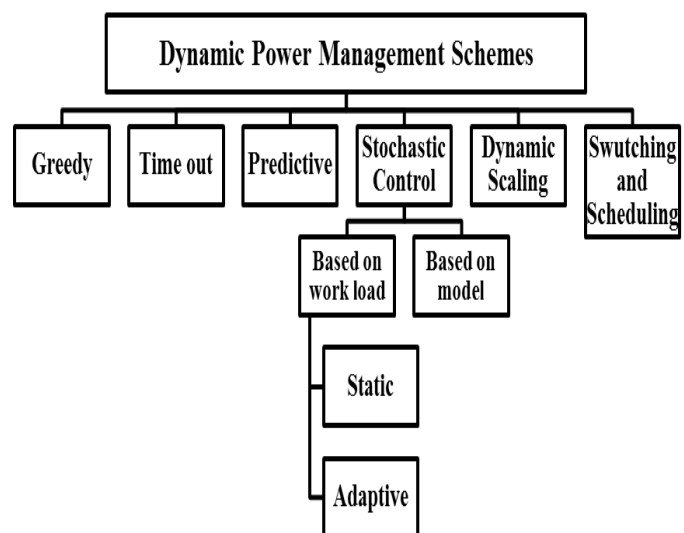 Dynamic Power Management Schemes
Greedy
Time out
Predictive
Stochastic
Control
Dynamic
Scaling
Swutching
and
Scheduling
Based on
work load
Based on
model
Static
Adaptive